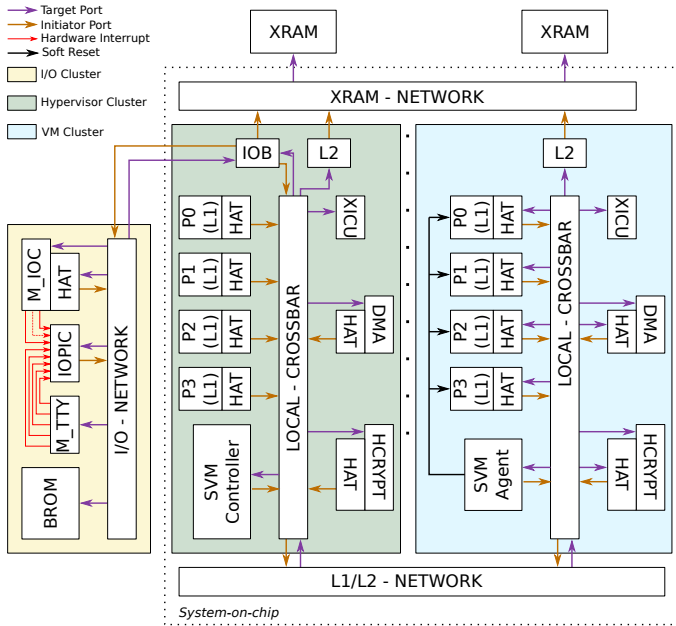 Target Port
Initiator Port
Hardware Interrupt
Soft Reset
I/O Cluster
Hypervisor Cluster
VM Cluster
XRAM
XRAM
XRAM - NETWORK
IOB
L2
L2
P0
(L1)
HAT
XICU
P1
(L1)
HAT
P2
(L1)
HAT
P3
(L1)
HAT
LOCAL - CROSSBAR
DMA
HAT
SVM
Controller
HCRYPT
HAT
P0
(L1)
HAT
XICU
P1
(L1)
HAT
P2
(L1)
HAT
P3
(L1)
HAT
LOCAL - CROSSBAR
DMA
HAT
SVM
Agent
HCRYPT
HAT
M_IOC
HAT
IOPIC
M_TTY
BROM
I/O - NETWORK
L1/L2 - NETWORK
System-on-chip